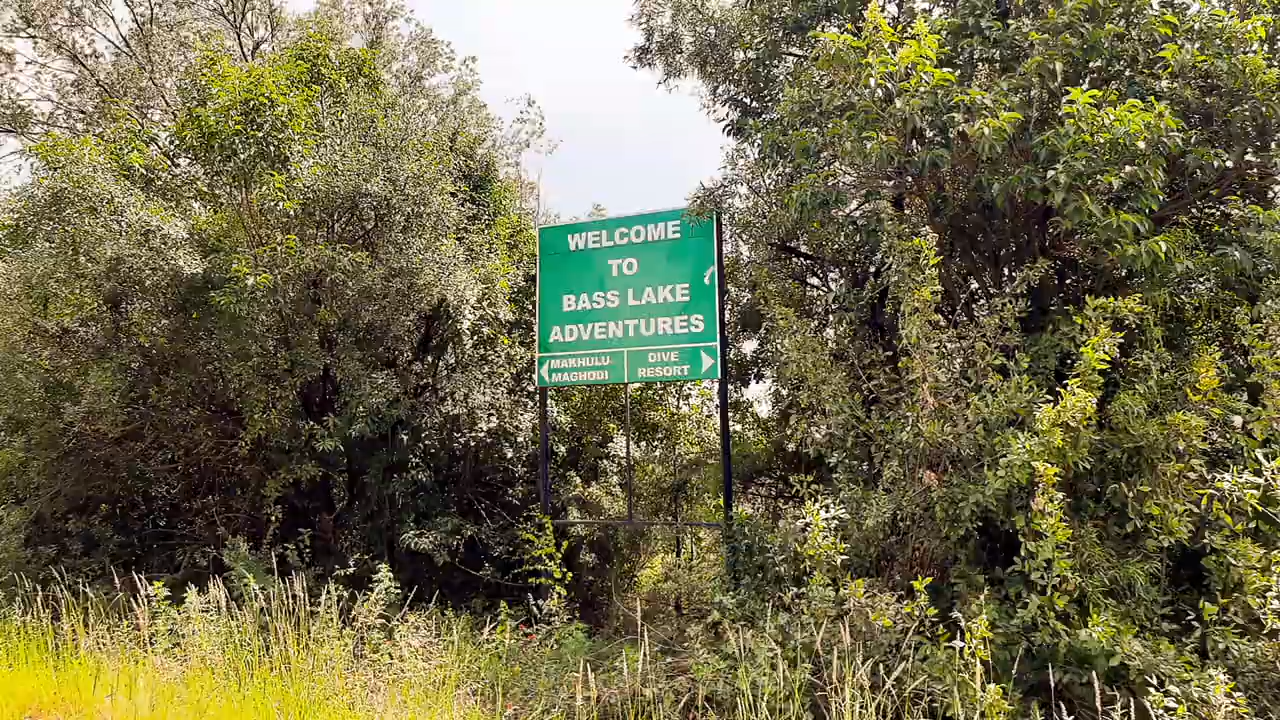 WELCOME
TO
BASS LAKE
ADVENTURES
MAKHULU
MAGHODI
DIVE
RESORT